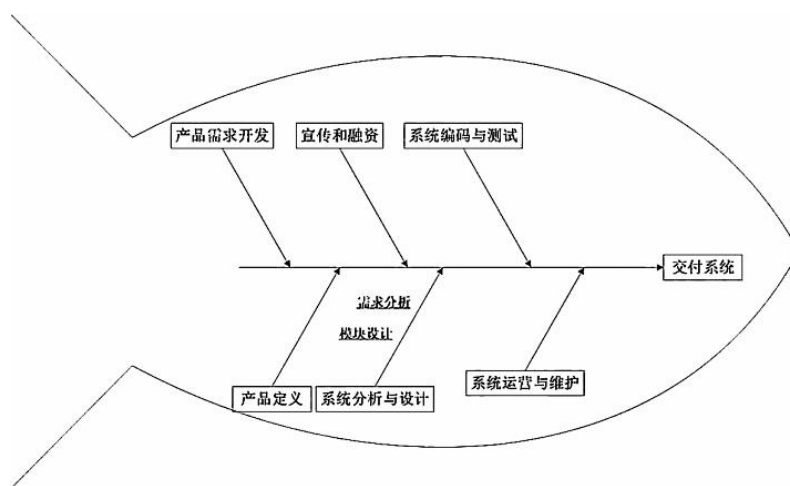 产品需求开发
宣传和融资
系统编码与测试
交付系统
需求分析
模块设计
产品定义
系统分析与设计
系统运营与维护